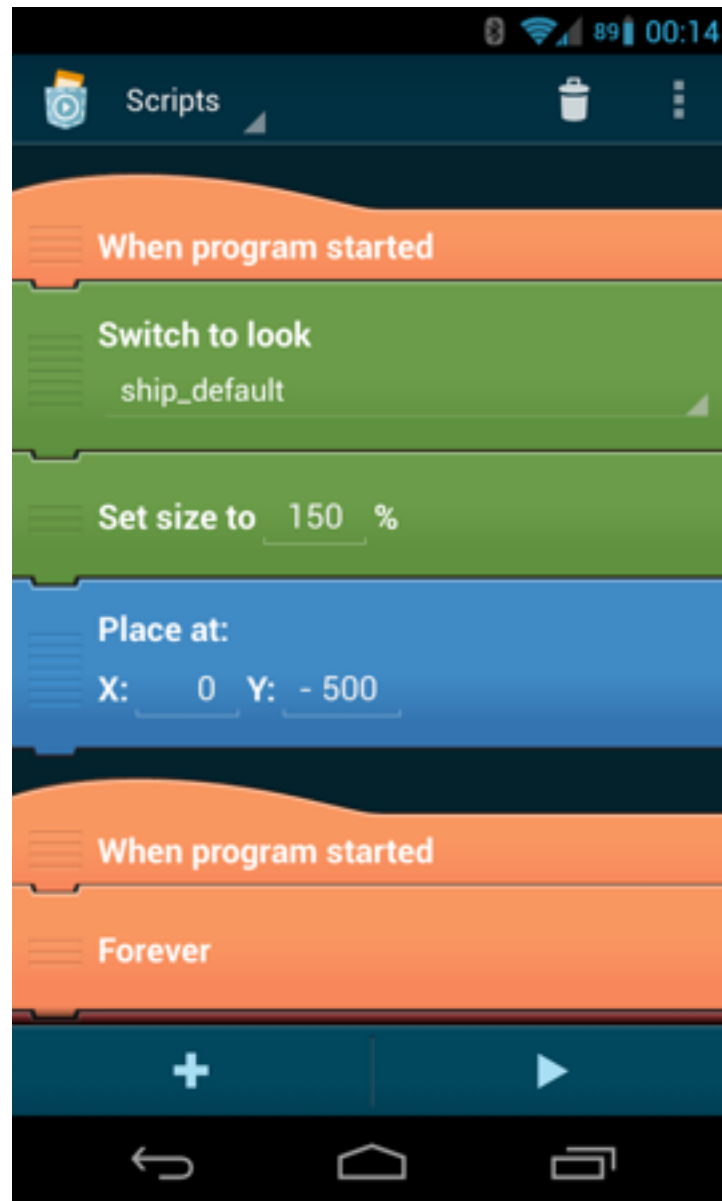 89 00:14
Scripts
When program started
Switch to look
ship_default
Set size to 150 %
Place at:
X: 0 Y: - 500
When program started
Forever